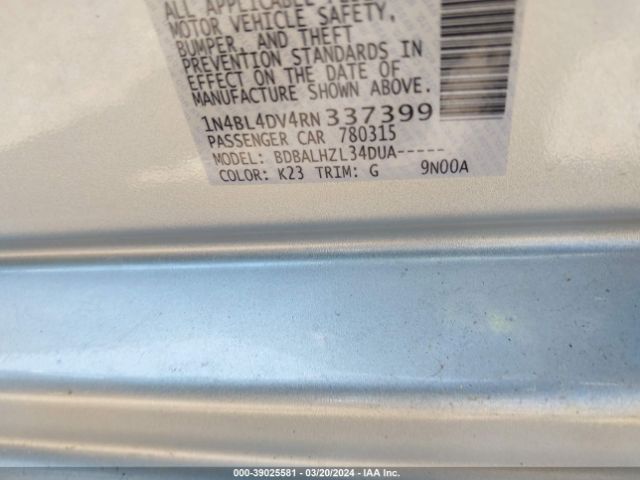 ALL APPLICABLE
MOTOR VEHICLE SAFETY,
BUMPER, AND THEFT
PREVENTION STANDARDS IN
EFFECT ON THE DATE OF
MANUFACTURE SHOWN ABOVE.
1N4BL4DV4RN337399
PASSENGER CAR 780315
MODEL: BDBALHZL34DUA-----
COLOR: K23 TRIM: G 9N00A
000-39025581 / 03/20/2024 - IAA Inc.